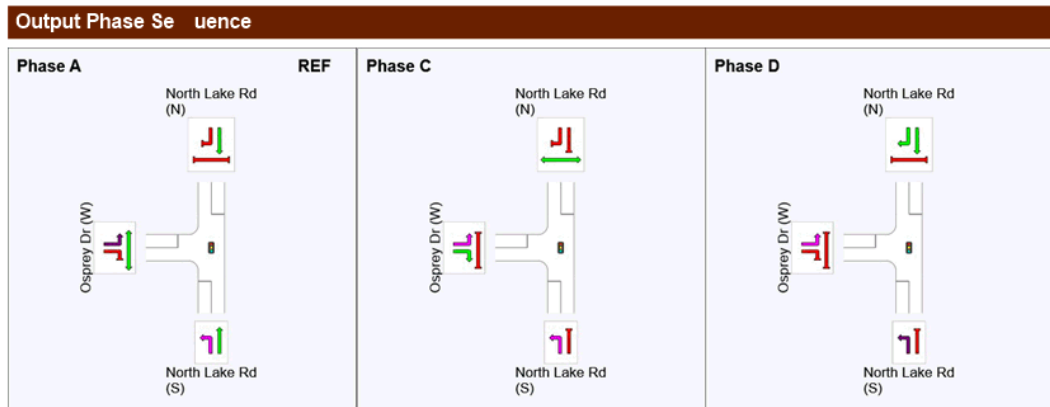 Output Phase Se uence
Phase A REF
North Lake Rd
(N)
Osprey Dr (W)
North Lake Rd
(S)
Phase C
North Lake Rd
(N)
Osprey Dr (W)
North Lake Rd
(S)
Phase D
North Lake Rd
(N)
Osprey Dr (W)
North Lake Rd
(S)